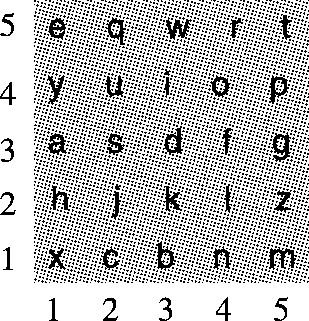 5 e q w r t
4 y u i o p
3 a s d f g
2 h j k l z
1 x c b n m
1 2 3 4 5